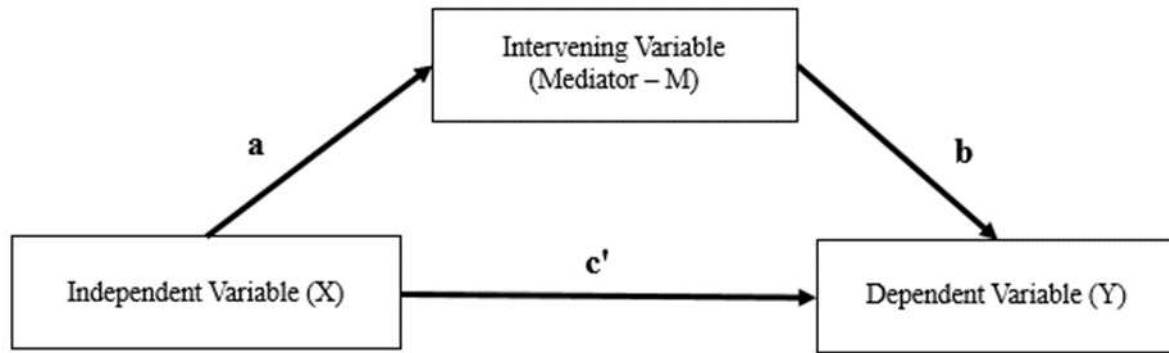 Intervening Variable
(Mediator – M)
a
b
Independent Variable (X)
c'
Dependent Variable (Y)